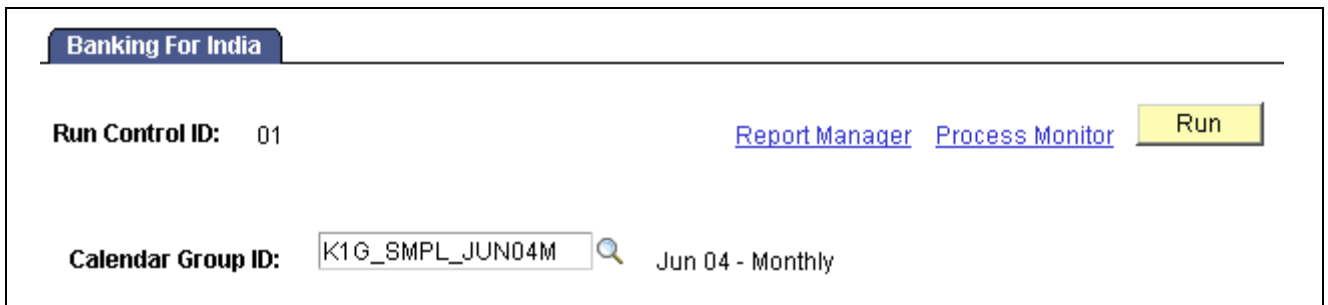 Banking For India
Run Control ID: 01 Report Manager Process Monitor Run
Calendar Group ID: K1G_SMPL_JUN04M Jun 04 - Monthly